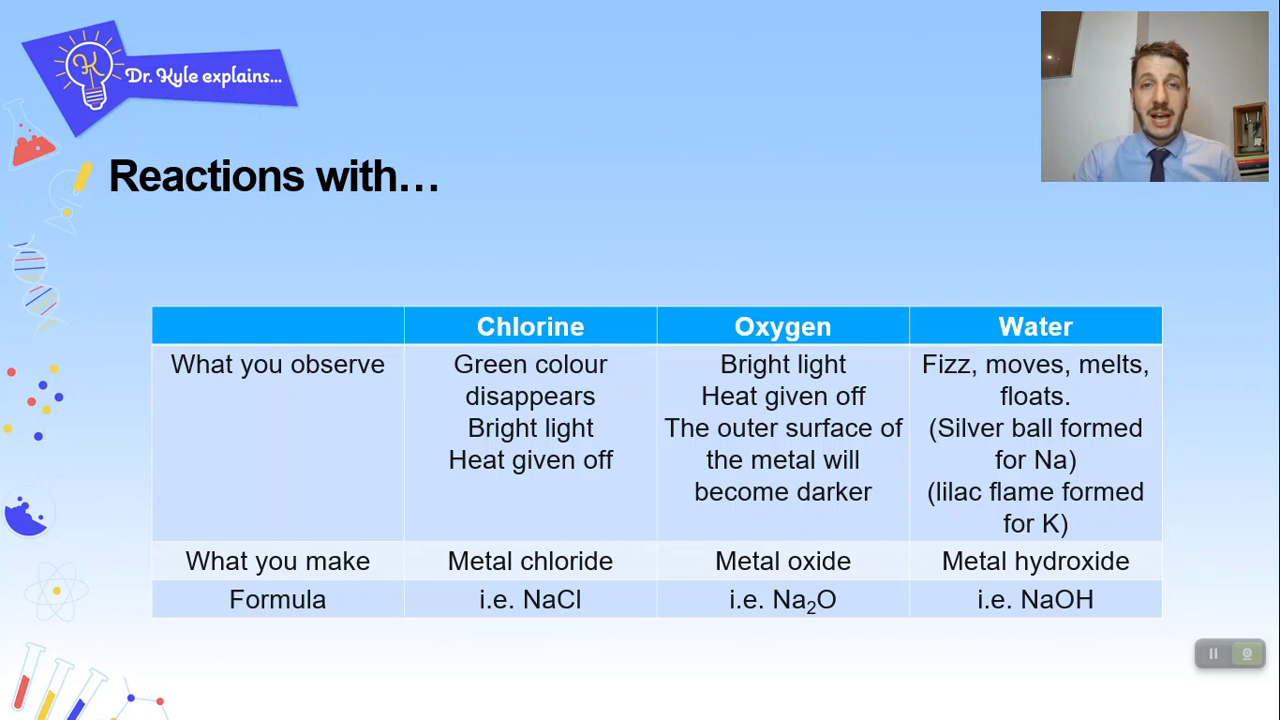 Dr. Kyle explains...
Reactions with…
Chlorine
Oxygen
Water
What you observe
Green colour
disappears
Bright light
Heat given off
Bright light
Heat given off
The outer surface of
the metal will
become darker
Fizz, moves, melts,
floats.
(Silver ball formed
for Na)
(lilac flame formed
for K)
What you make
Metal chloride
Metal oxide
Metal hydroxide
Formula
i.e. NaCl
i.e. Na₂O
i.e. NaOH